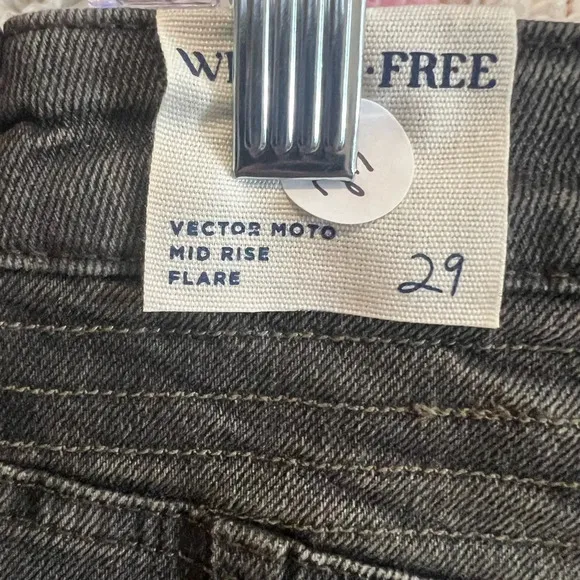 FREE
VECTOR MOTO
MID RISE
FLARE
29